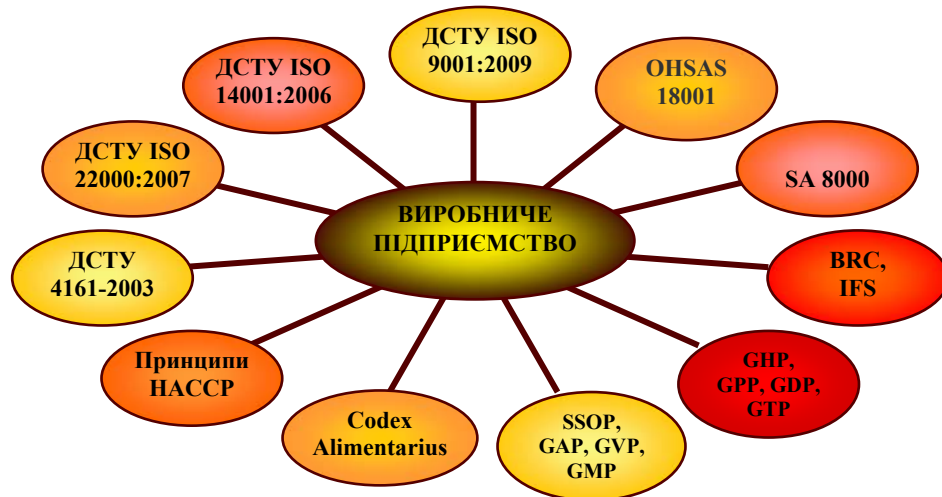 ДСТУ ISO
9001:2009
ДСТУ ISO
14001:2006
OHSAS
18001
ДСТУ ISO
22000:2007
SA 8000
ВИРОБНИЧЕ
ПІДПРИЄМСТВО
ДСТУ
4161-2003
BRC,
IFS
Принципи
НАССР
GHP,
GPP, GDP,
GTP
Codex
Alimentarius
SSOP,
GAP, GVP,
GMP